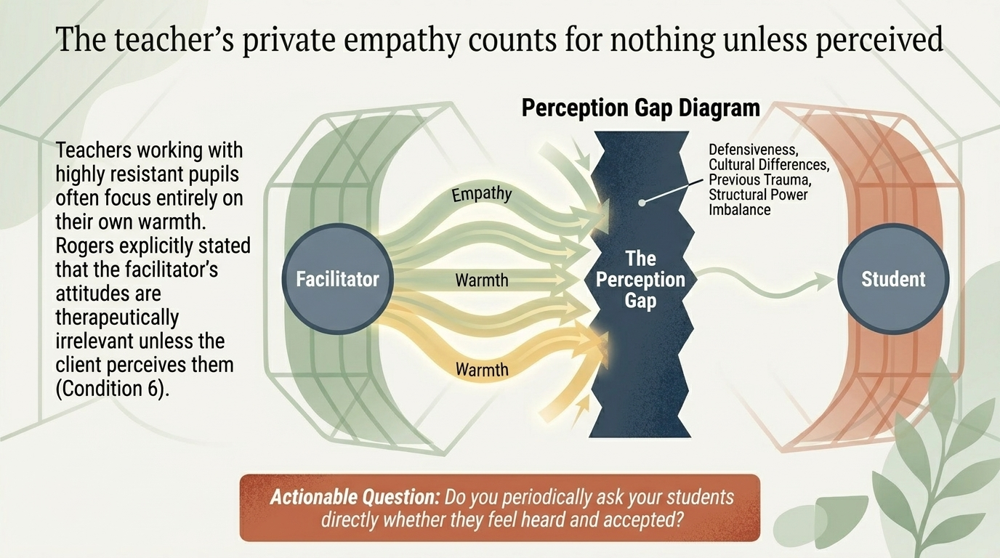 The teacher’s private empathy counts for nothing unless perceived
Teachers working with
highly resistant pupils
often focus entirely on
their own warmth.
Rogers explicitly stated
that the facilitator’s
attitudes are
therapeutically
irrelevant unless the
client perceives them
(Condition 6).
Perception Gap Diagram
Facilitator
Empathy
Warmth
Warmth
The
Perception
Gap
Defensiveness,
Cultural Differences,
Previous Trauma,
Structural Power
Imbalance
Student
Actionable Question: Do you periodically ask your students
directly whether they feel heard and accepted?